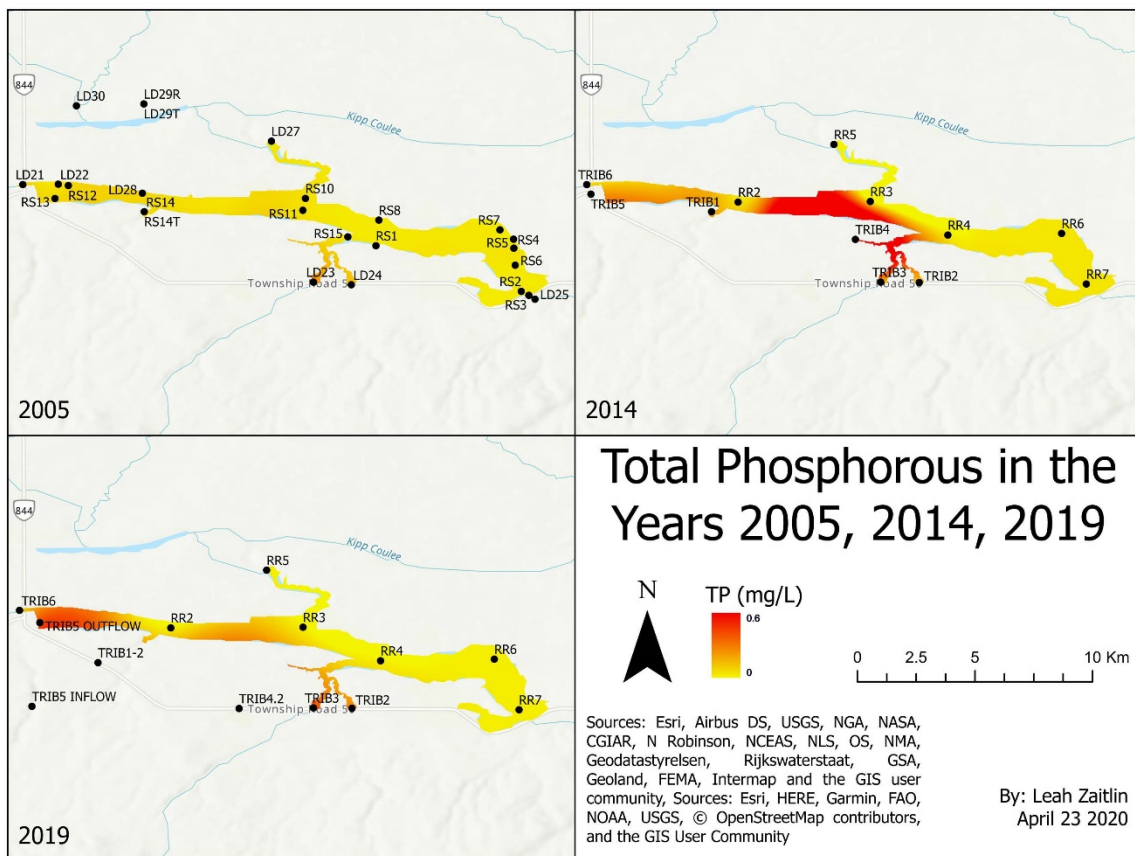 844
LD30
LD29R
LD29T
Kipp Coulee
LD27
LD21
LD22
RS12
RS13
LD28
RS14
RS14T
RS10
RS11
RS8
RS7
RS4
RS5
RS15
RS1
RS6
LD23
LD24
RS2
Township Road 5
RS3
LD25
2005
Kipp Coulee
RR5
TRIB6
TRIB5
RR2
TRIB1
RR3
TRIB4
RR4
RR6
TRIB3
TRIB2
RR7
Township Road 5
2014
844
Kipp Coulee
RR5
TRIB6
TRIB5 OUTFLOW
RR2
RR3
TRIB1-2
RR4
RR6
TRIB5 INFLOW
TRIB4.2
TRIB3
TRIB2
RR7
Township Road 5
2019
Total Phosphorous in the
Years 2005, 2014, 2019
N
TP (mg/L)
0.6
0
0 2.5 5 10 Km
Sources: Esri, Airbus DS, USGS, NGA, NASA,
CGIAR, N Robinson, NCEAS, NLS, OS, NMA,
Geodatastyrelsen, Rijkswaterstaat, GSA,
Geoland, FEMA, Intermap and the GIS user
community, Sources: Esri, HERE, Garmin, FAO,
NOAA, USGS, © OpenStreetMap contributors,
and the GIS User Community
By: Leah Zaitlin
April 23 2020